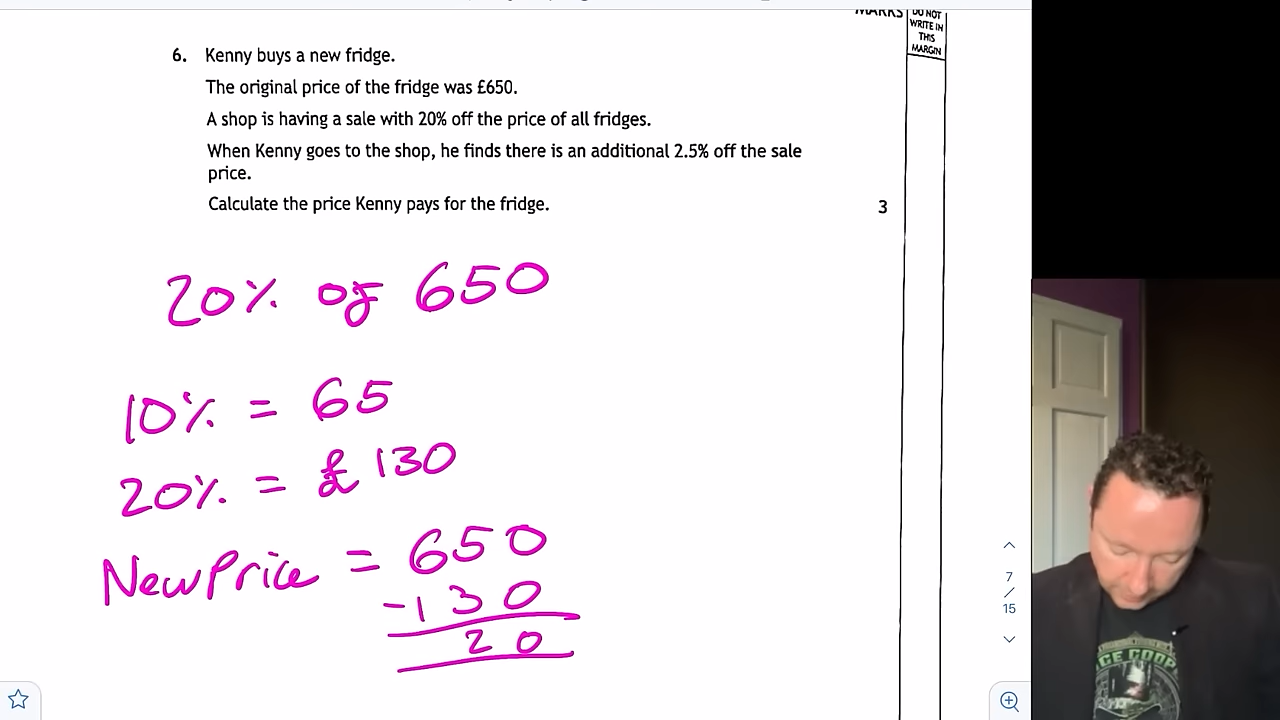 MARKS
DO NOT
WRITE IN
THIS
MARGIN
6. Kenny buys a new fridge.
The original price of the fridge was £650.
A shop is having a sale with 20% off the price of all fridges.
When Kenny goes to the shop, he finds there is an additional 2.5% off the sale
price.
Calculate the price Kenny pays for the fridge.
3
20% of 650
10% = 65
20% = £130
New Price = 650
-130
20
7
/
15